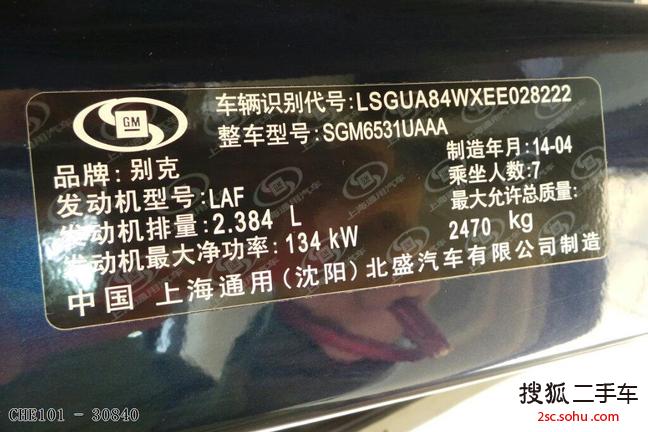 GM
车辆识别代号:LSGUA84WXEE028222
整车型号:SGM6531UAAA
品牌:别克
制造年月:14-04
发动机型号:LAF
乘坐人数:7
发动机排量:2.384 L
最大允许总质量:
发动机最大净功率:134 kW
2470 kg
中国 上海通用(沈阳)北盛汽车有限公司制造
CHE101 - 30840
搜狐二手车
2sc.sohu.com